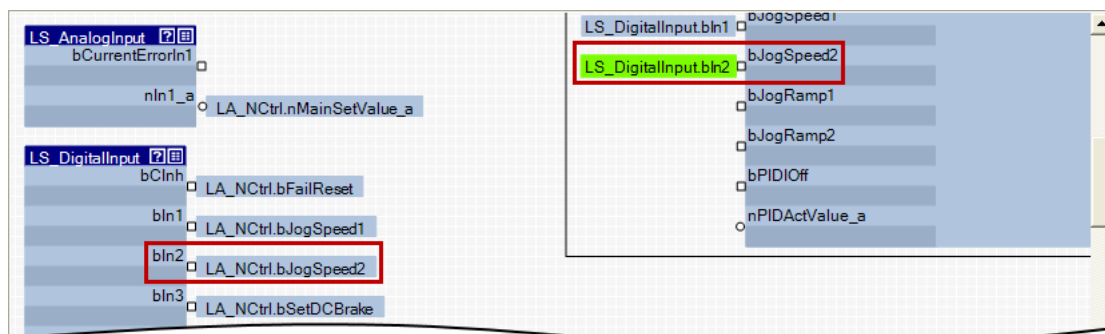 LS_AnalogInput
bCurrentErrorIn1
nIn1_a
LA_NCtrl.nMainSetValue_a
LS_DigitalInput
bCInh
LA_NCtrl.bFailReset
bIn1
LA_NCtrl.bJogSpeed1
bIn2
LA_NCtrl.bJogSpeed2
bIn3
LA_NCtrl.bSetDCBrake
LS_DigitalInput.bIn1
bJogSpeed1
LS_DigitalInput.bIn2
bJogSpeed2
bJogRamp1
bJogRamp2
bPIDIOff
nPIDActValue_a